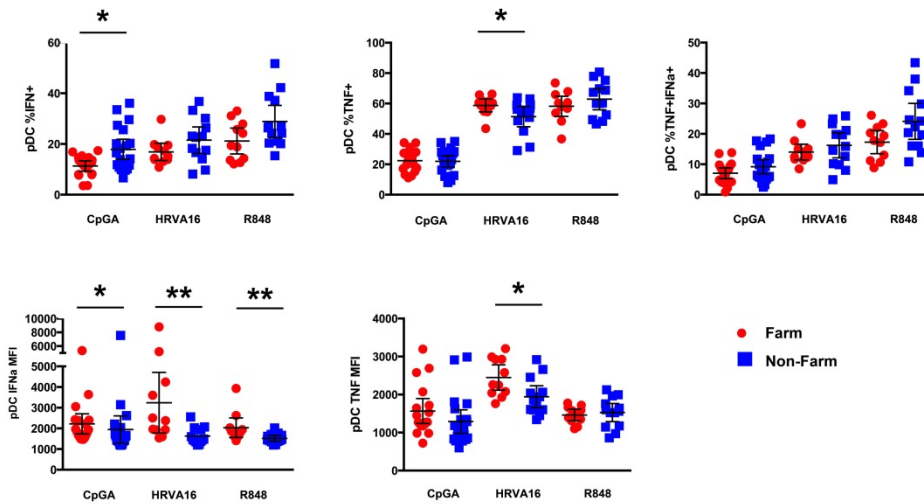 *
60
40
20
0
pDC %IFN+
CpGA HRVA16 R848
*
100
80
60
40
20
0
pDC %TNF+
CpGA HRVA16 R848
50
40
30
20
10
0
pDC %TNF+IFNa+
CpGA HRVA16 R848
* ** **
10000
8000
6000
5000
4000
3000
2000
1000
0
pDC IFNa MFI
CpGA HRVA16 R848
*
4000
3000
2000
1000
0
pDC TNF MFI
CpGA HRVA16 R848
Farm
Non-Farm